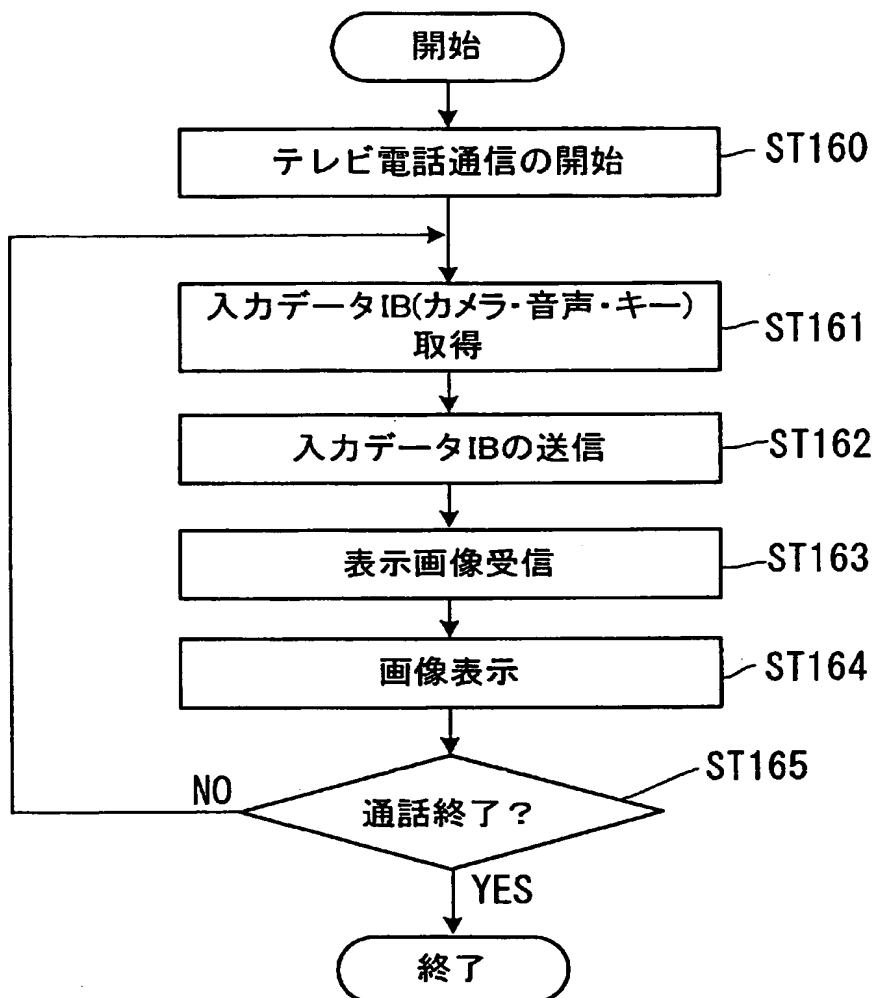 開始
テレビ電話通信の開始
ST160
入力データIB(カメラ・音声・キー)
取得
ST161
入力データIBの送信
ST162
表示画像受信
ST163
画像表示
ST164
ST165
NO
通話終了?
YES
終了